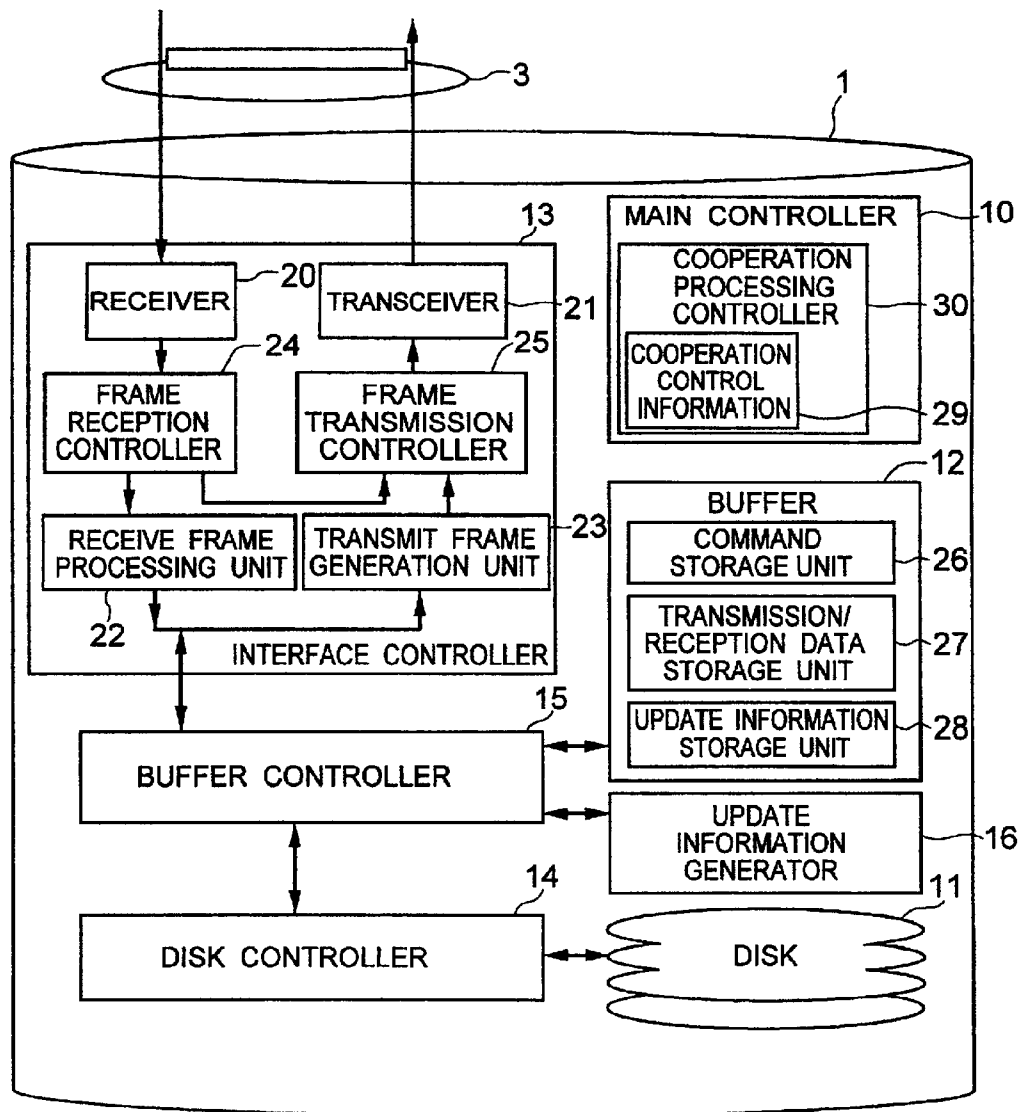 3
1
13
MAIN CONTROLLER
10
COOPERATION
PROCESSING
CONTROLLER
30
COOPERATION
CONTROL
INFORMATION
29
RECEIVER
20
TRANSCEIVER
21
24
25
FRAME
RECEPTION
CONTROLLER
FRAME
TRANSMISSION
CONTROLLER
RECEIVE FRAME
PROCESSING UNIT
22
TRANSMIT FRAME
GENERATION UNIT
23
INTERFACE CONTROLLER
12
BUFFER
COMMAND
STORAGE UNIT
26
TRANSMISSION/
RECEPTION DATA
STORAGE UNIT
27
UPDATE INFORMATION
STORAGE UNIT
28
15
BUFFER CONTROLLER
UPDATE
INFORMATION
GENERATOR
16
14
DISK CONTROLLER
11
DISK